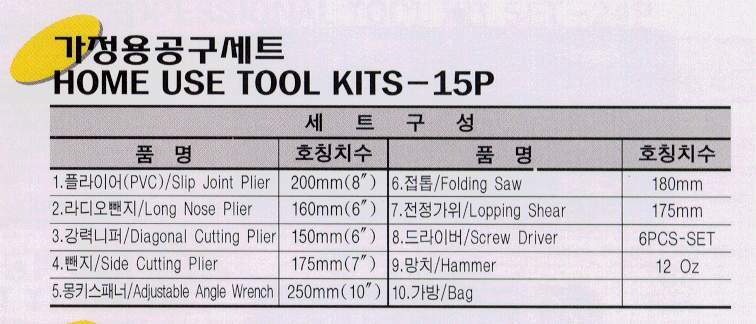 가정용공구세트
HOME USE TOOL KITS-15P
세 트 구 성
품 명 호칭치수 품 명 호칭치수
1.플라이어(PVC)/Slip Joint Plier 200mm(8″) 6.접톱/Folding Saw 180mm
2.라디오뺀지/Long Nose Plier 160mm(6″) 7.전정가위/Lopping Shear 175mm
3.강력니퍼/Diagonal Cutting Plier 150mm(6″) 8.드라이버/Screw Driver 6PCS-SET
4.뺀지/Side Cutting Plier 175mm(7″) 9.망치/Hammer 12 Oz
5.몽키스패너/Adjustable Angle Wrench 250mm(10″) 10.가방/Bag